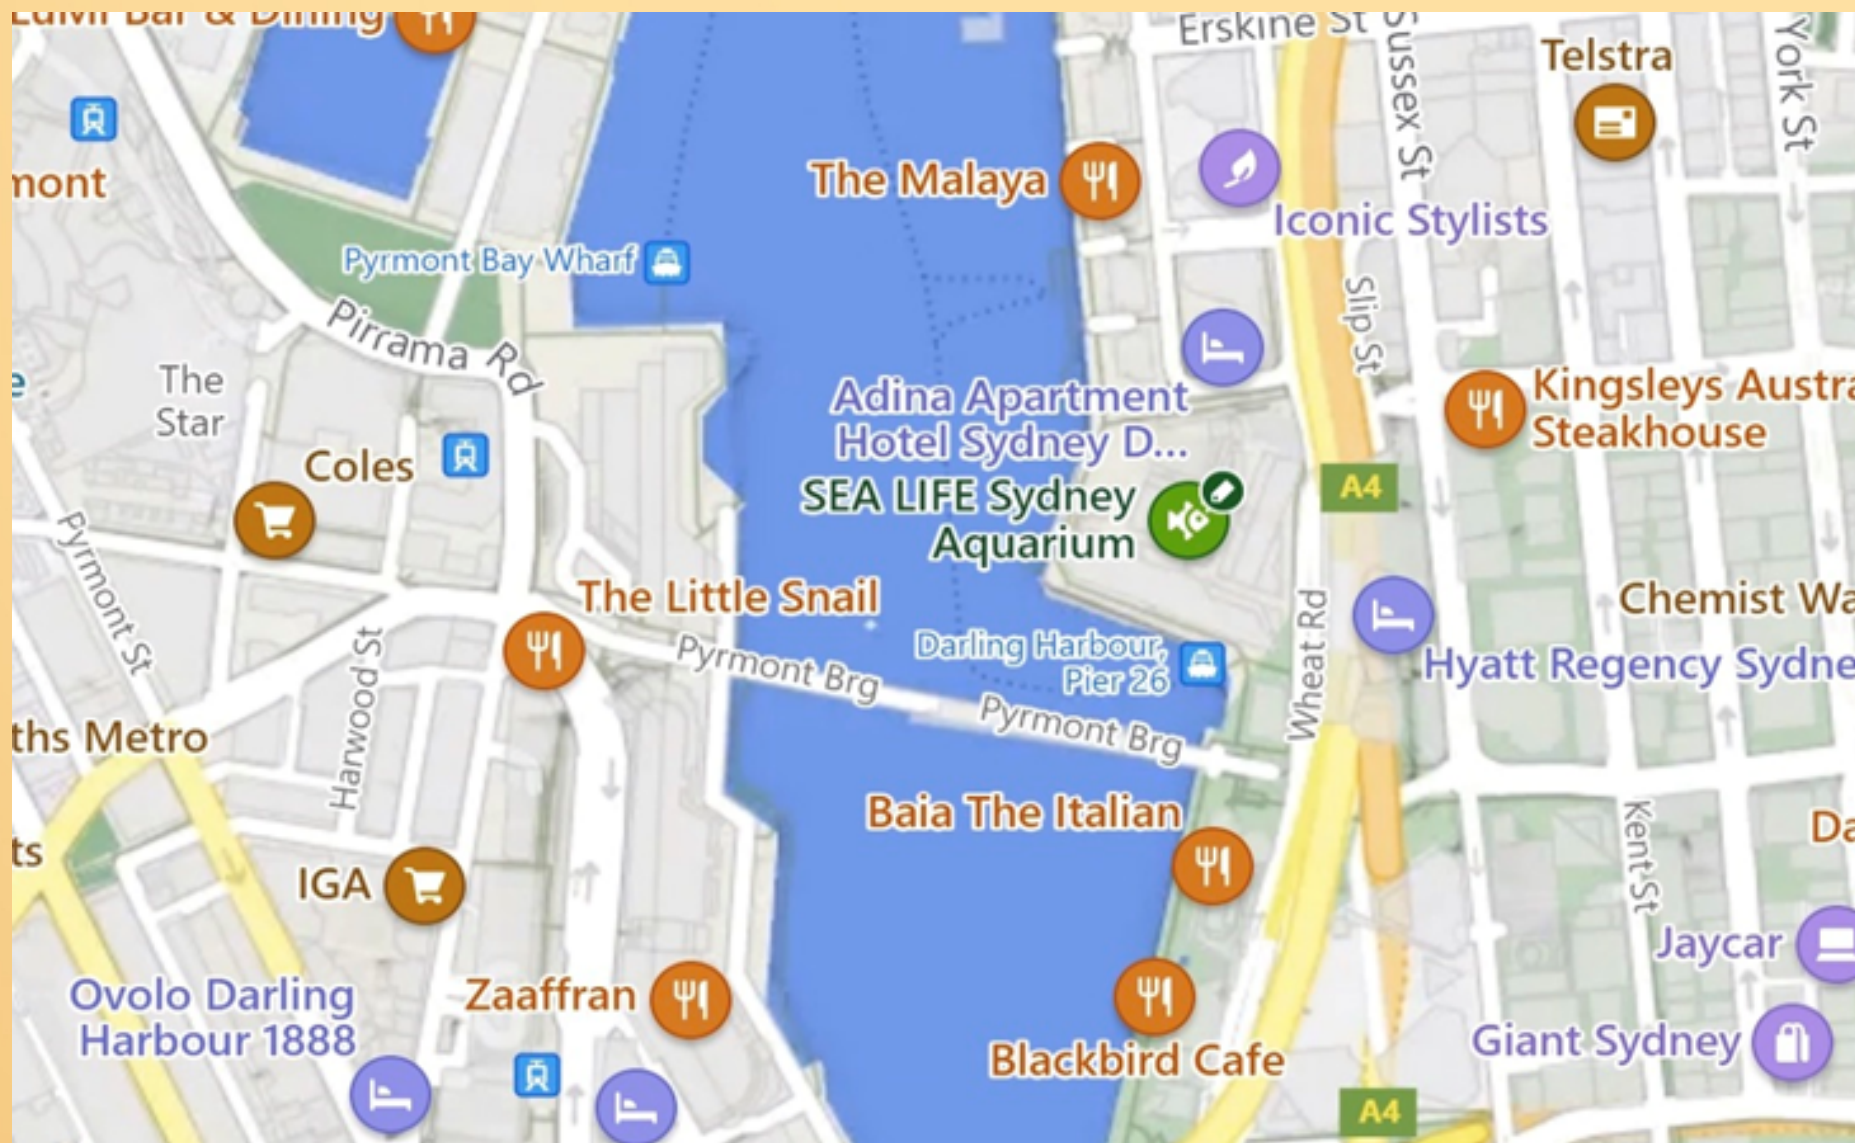 Bar & Dining
Erskine St
Sussex St
York St
Telstra
mont
The Malaya
Iconic Stylists
Pyrmont Bay Wharf
Pirrama Rd
Slip St
The
Star
Adina Apartment
Hotel Sydney D...
Kingsleys Austra
Steakhouse
Coles
SEA LIFE Sydney
Aquarium
A4
Pyrmont St
The Little Snail
Wheat Rd
Chemist Wa
Pyrmont Brg
Darling Harbour,
Pier 26
Hyatt Regency Sydne
Harwood St
Pyrmont Brg
ths Metro
Baia The Italian
Kent St
Da
ts
IGA
Jaycar
Ovolo Darling
Harbour 1888
Zaaffran
Blackbird Cafe
Giant Sydney
A4